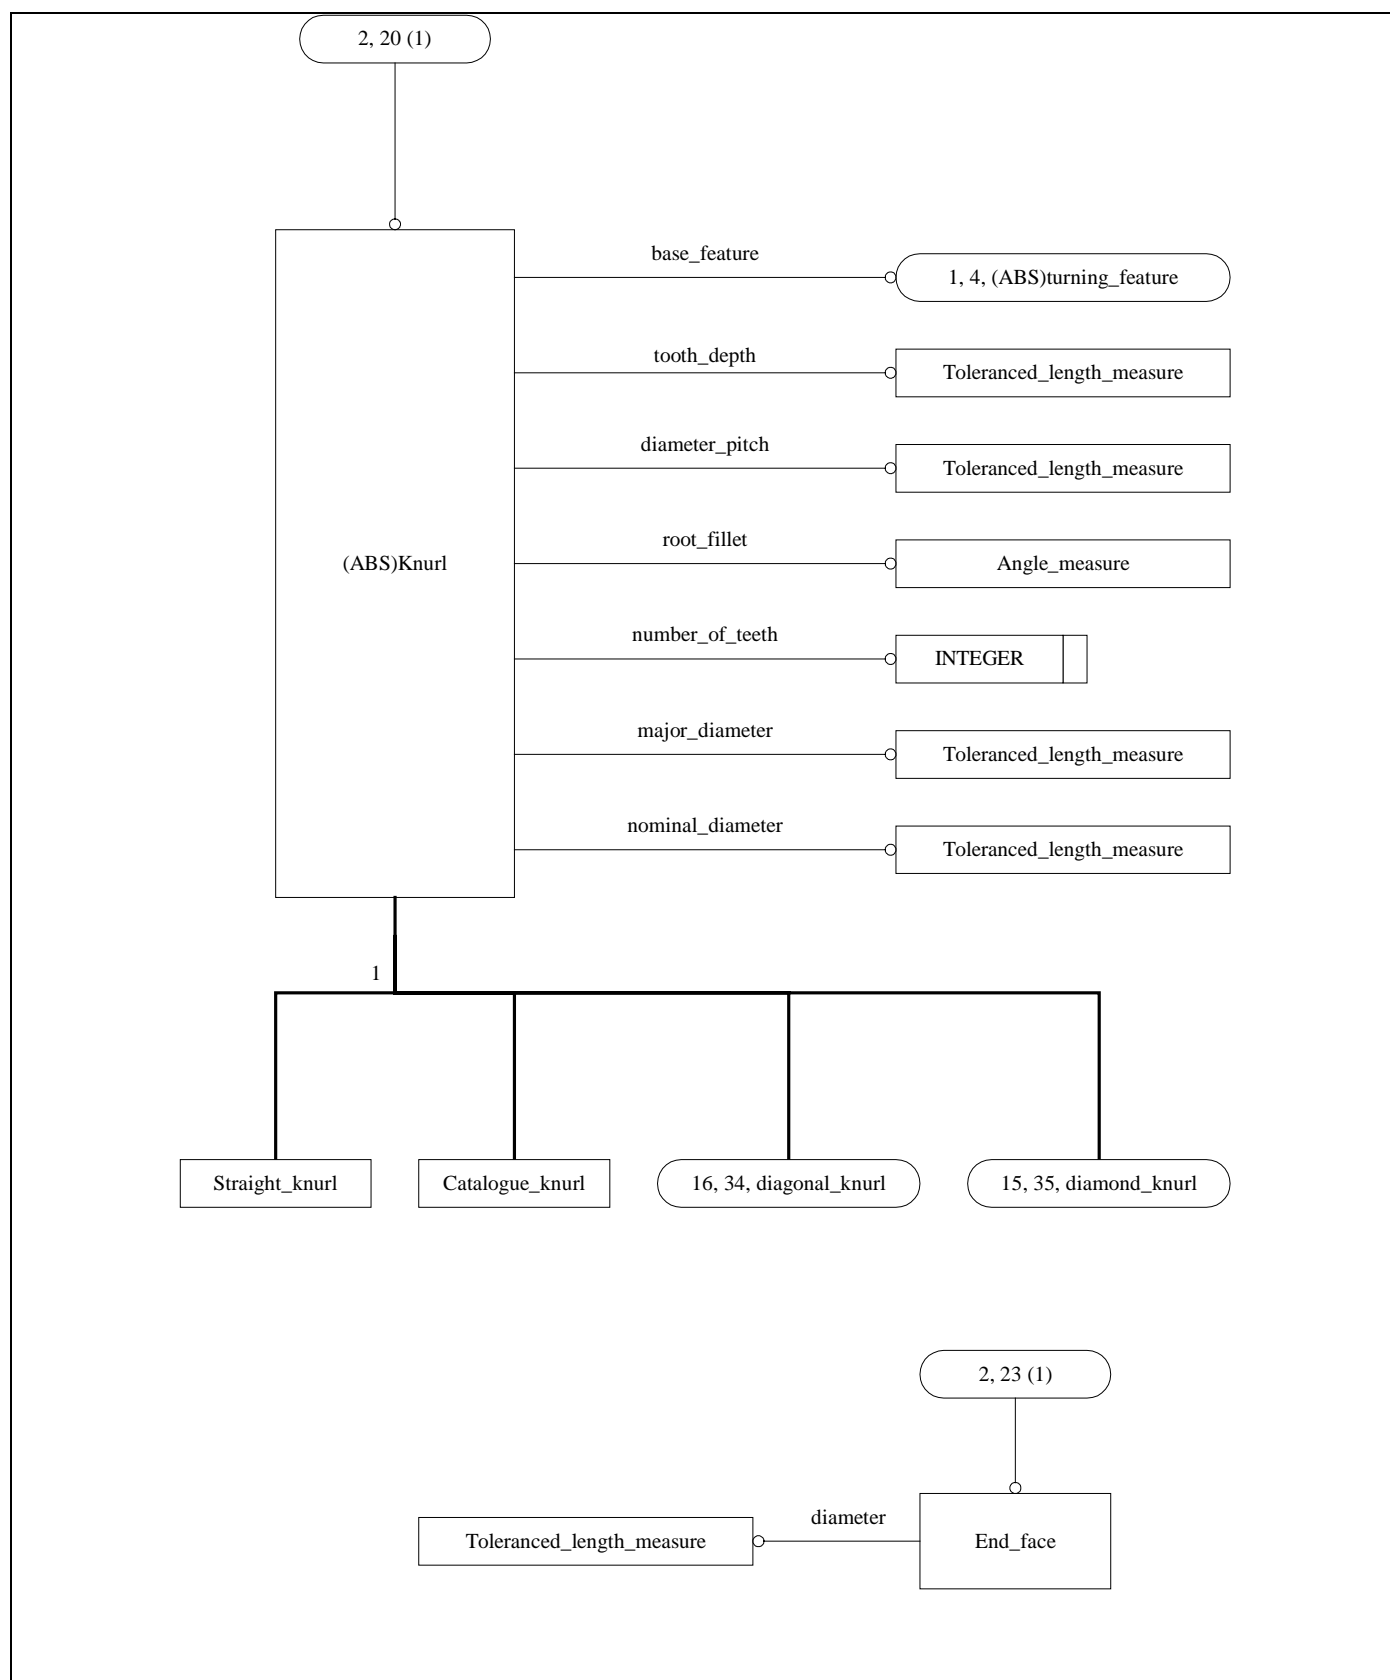 2, 20 (1)
base_feature
1, 4, (ABS)turning_feature
tooth_depth
Toleranced_length_measure
diameter_pitch
Toleranced_length_measure
root_fillet
(ABS)Knurl
Angle_measure
number_of_teeth
INTEGER
major_diameter
Toleranced_length_measure
nominal_diameter
Toleranced_length_measure
1
Straight_knurl
Catalogue_knurl
16, 34, diagonal_knurl
15, 35, diamond_knurl
2, 23 (1)
diameter
Toleranced_length_measure
End_face